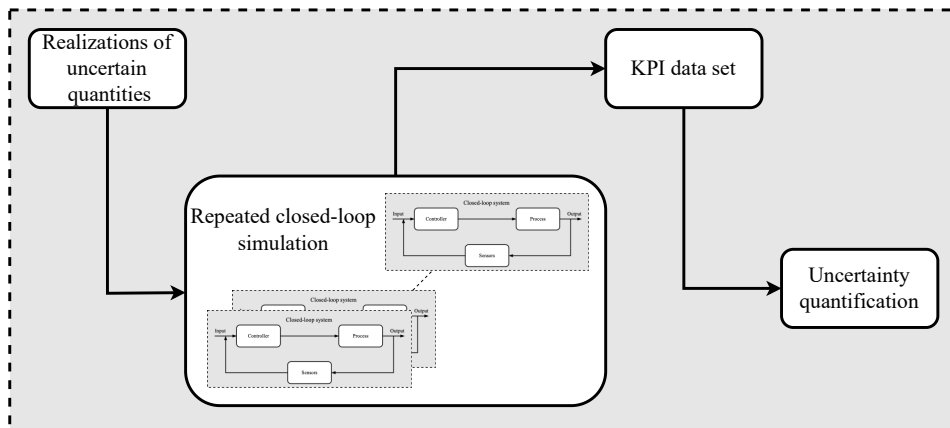 Realizations of
uncertain
quantities
KPI data set
Repeated closed-loop
simulation
Closed-loop system
Input
Controller
Process
Output
Sensors
Closed-loop system
Output
Closed-loop system
Input
Controller
Process
Output
Sensors
Uncertainty
quantification